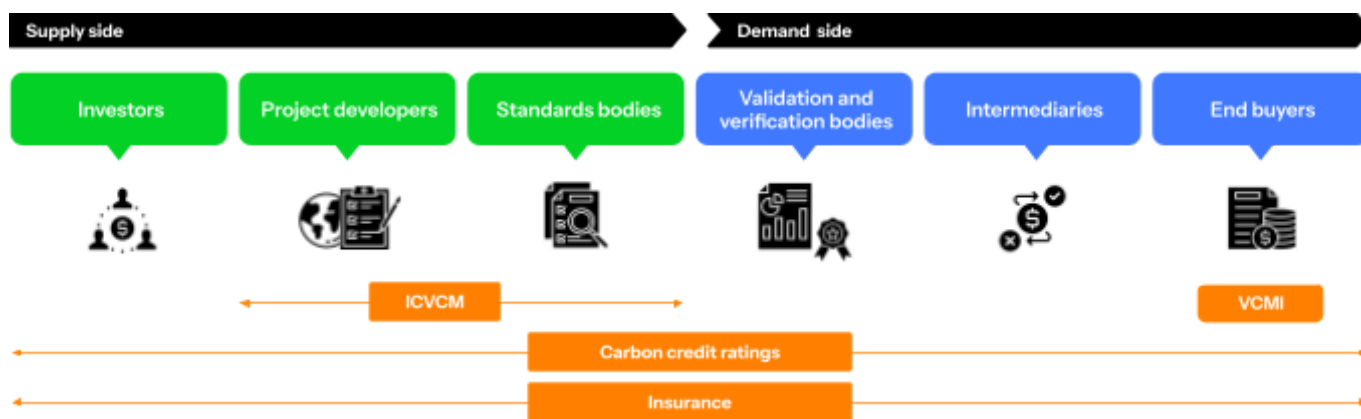 Supply side
Demand side
Investors
Project developers
Standards bodies
Validation and
verification bodies
Intermediaries
End buyers
ICVCM
VCMI
Carbon credit ratings
Insurance